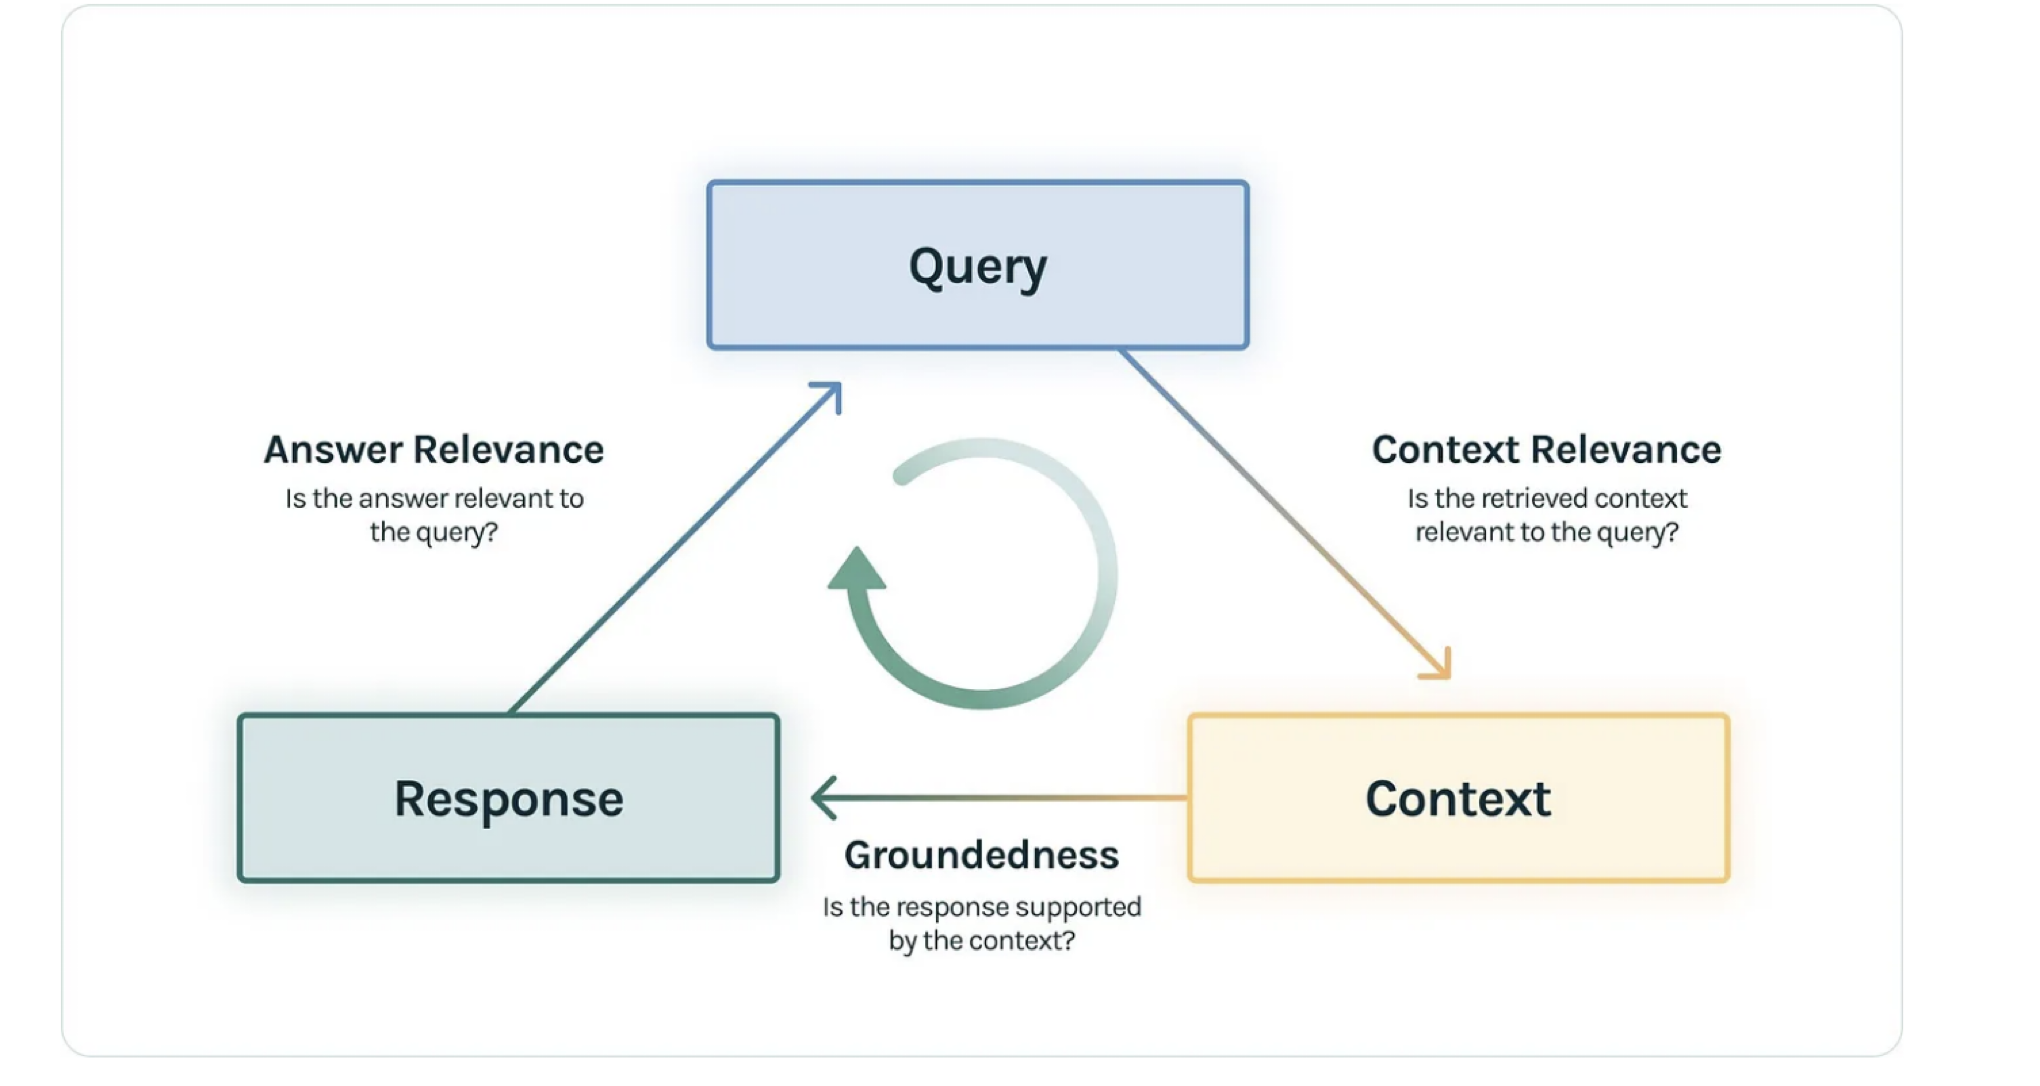 Query
Answer Relevance
Is the answer relevant to
the query?
Context Relevance
Is the retrieved context
relevant to the query?
Response
Context
Groundedness
Is the response supported
by the context?